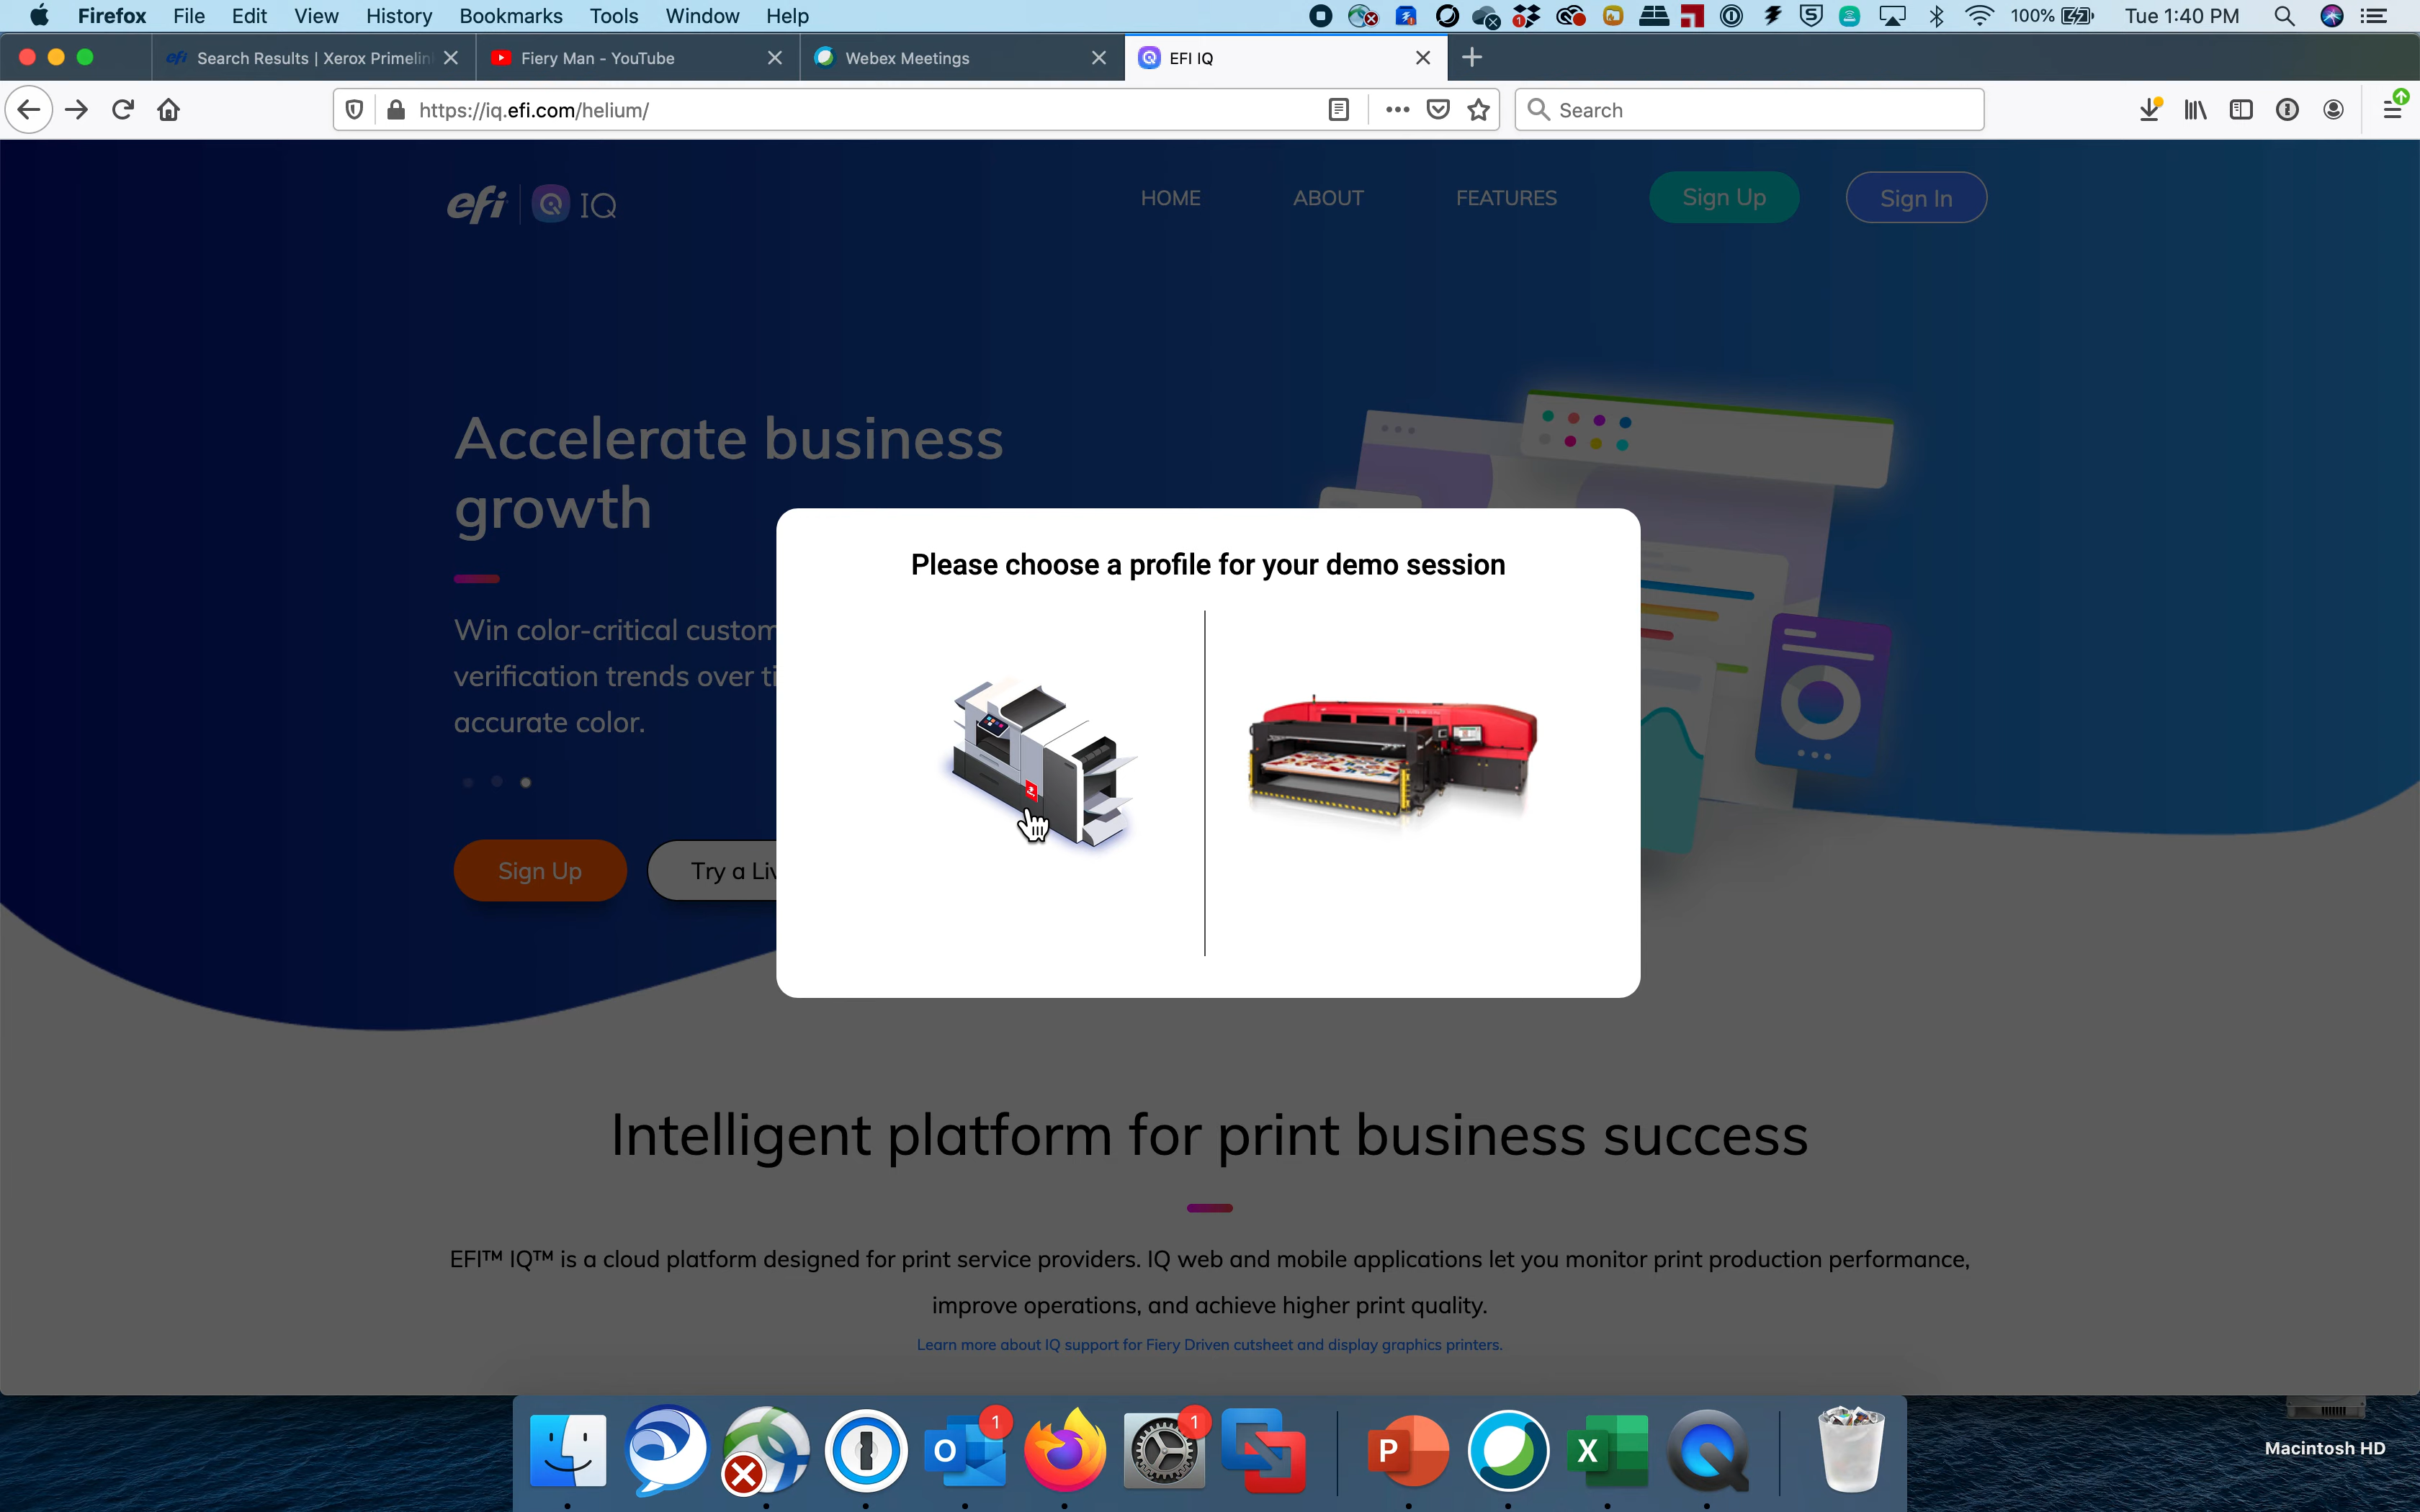 Firefox File Edit View History Bookmarks Tools Window Help 100% Tue 1:40 PM
efi Search Results | Xerox Primelin Fiery Man - YouTube Webex Meetings EFI IQ
https://iq.efi.com/helium/ Search
efi IQ HOME ABOUT FEATURES Sign Up Sign In
Accelerate business
growth
Please choose a profile for your demo session
Win color-critical custom
verification trends over ti
accurate color.
Sign Up Try a Liv
Intelligent platform for print business success
EFI™ IQ™ is a cloud platform designed for print service providers. IQ web and mobile applications let you monitor print production performance,
improve operations, and achieve higher print quality.
Learn more about IQ support for Fiery Driven cutsheet and display graphics printers.
1 1
O P X
Macintosh HD